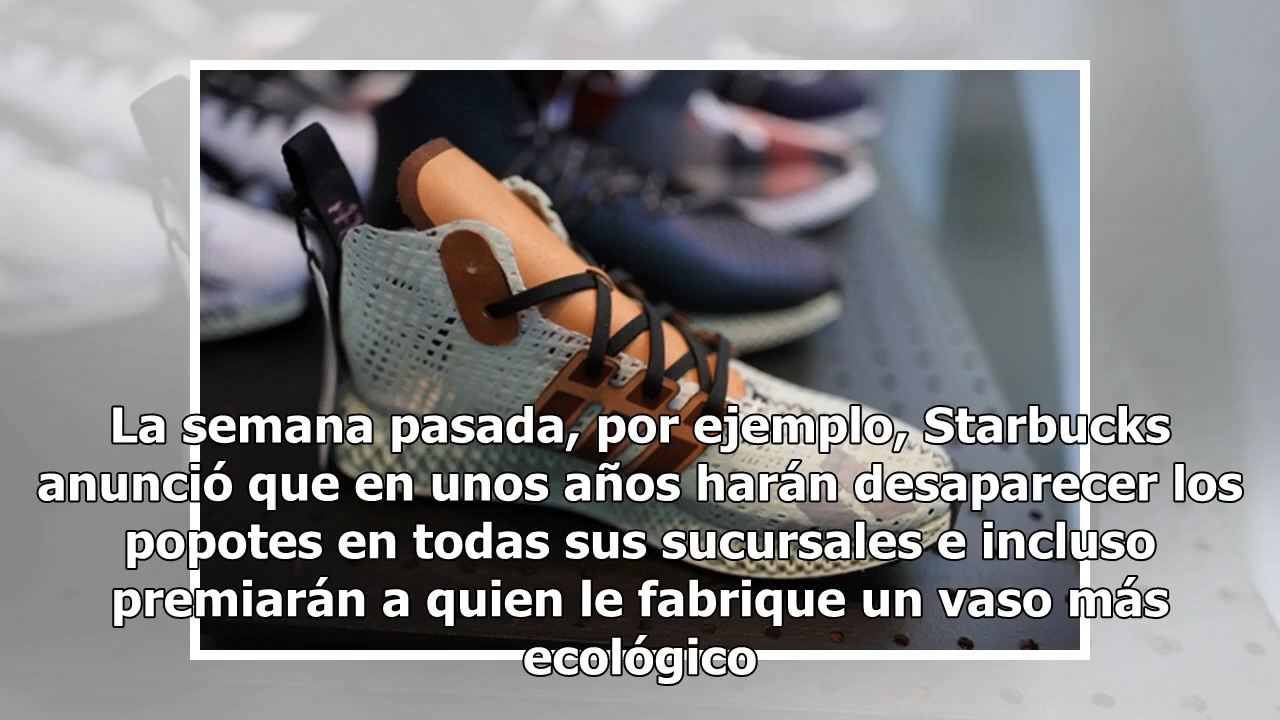 La semana pasada, por ejemplo, Starbucks
anunció que en unos años harán desaparecer los
popotes en todas sus sucursales e incluso
premiarán a quien le fabrique un vaso más
ecológico